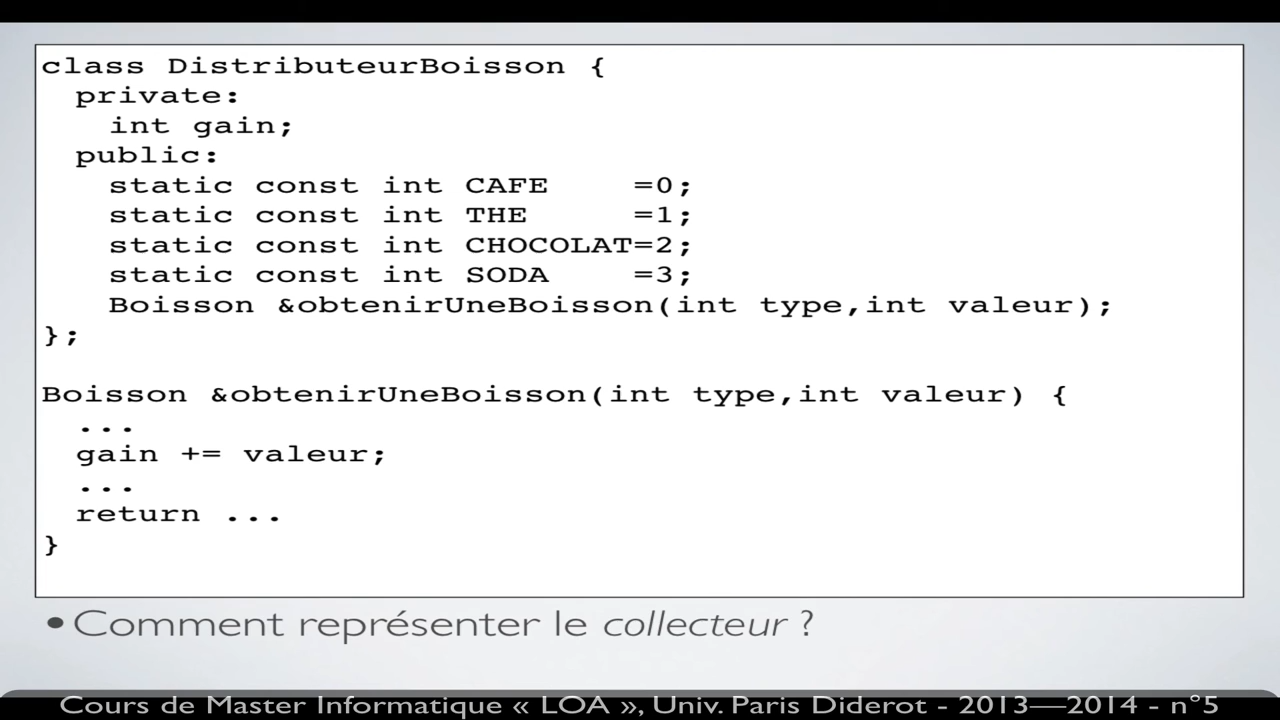 class DistributeurBoisson {
private:
int gain;
public:
static const int CAFE =0;
static const int THE =1;
static const int CHOCOLAT=2;
static const int SODA =3;
Boisson &obtenirUneBoisson(int type,int valeur);
};
Boisson &obtenirUneBoisson(int type,int valeur) {
...
gain += valeur;
...
return ...
}
•Comment représenter le collecteur ?
Cours de Master Informatique « LOA », Univ. Paris Diderot - 2013—2014 - n°5